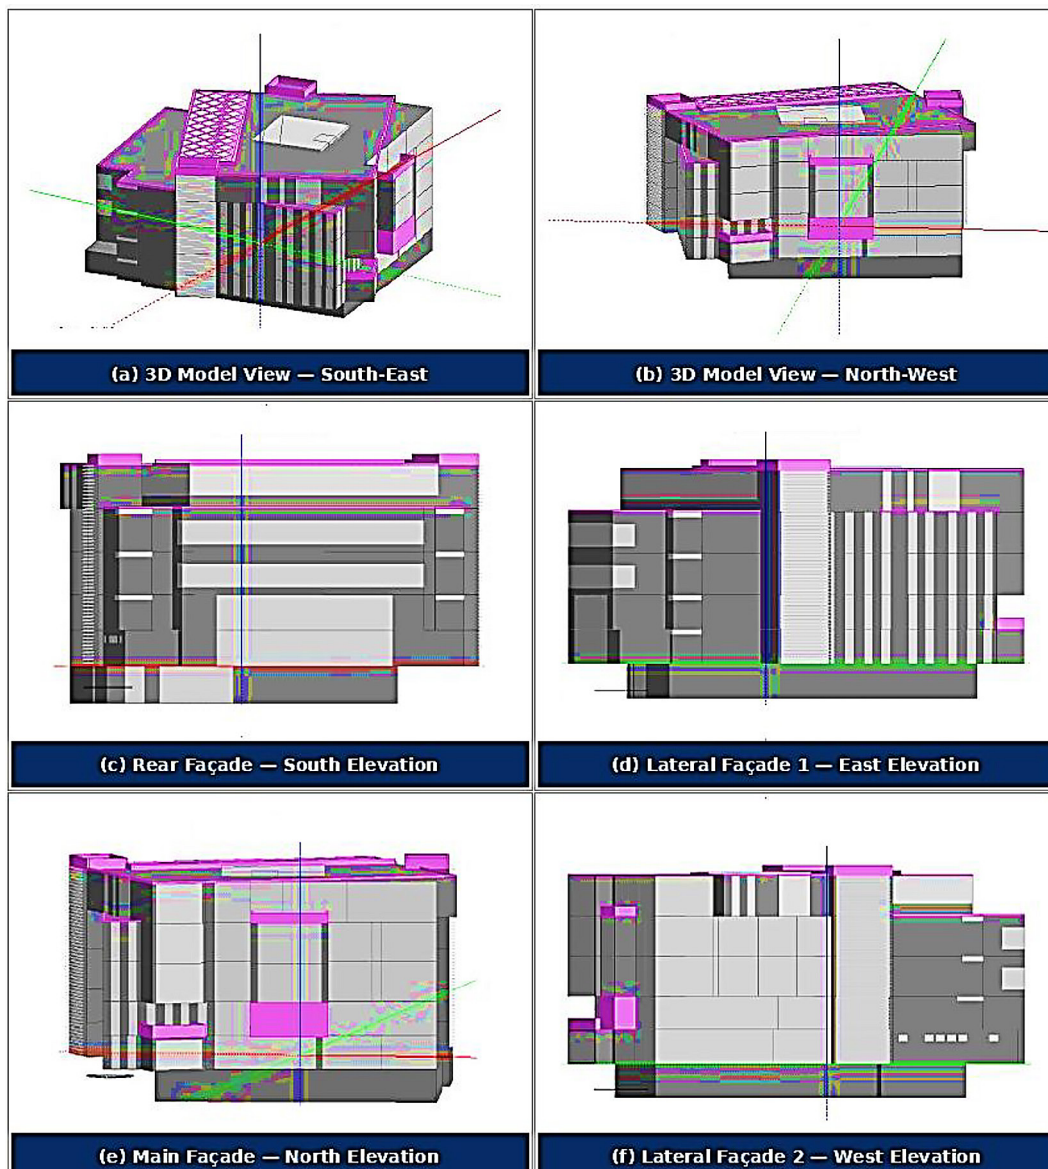 (a) 3D Model View — South-East
(b) 3D Model View — North-West
(c) Rear Façade — South Elevation
(d) Lateral Façade 1 — East Elevation
(e) Main Façade — North Elevation
(f) Lateral Façade 2 — West Elevation